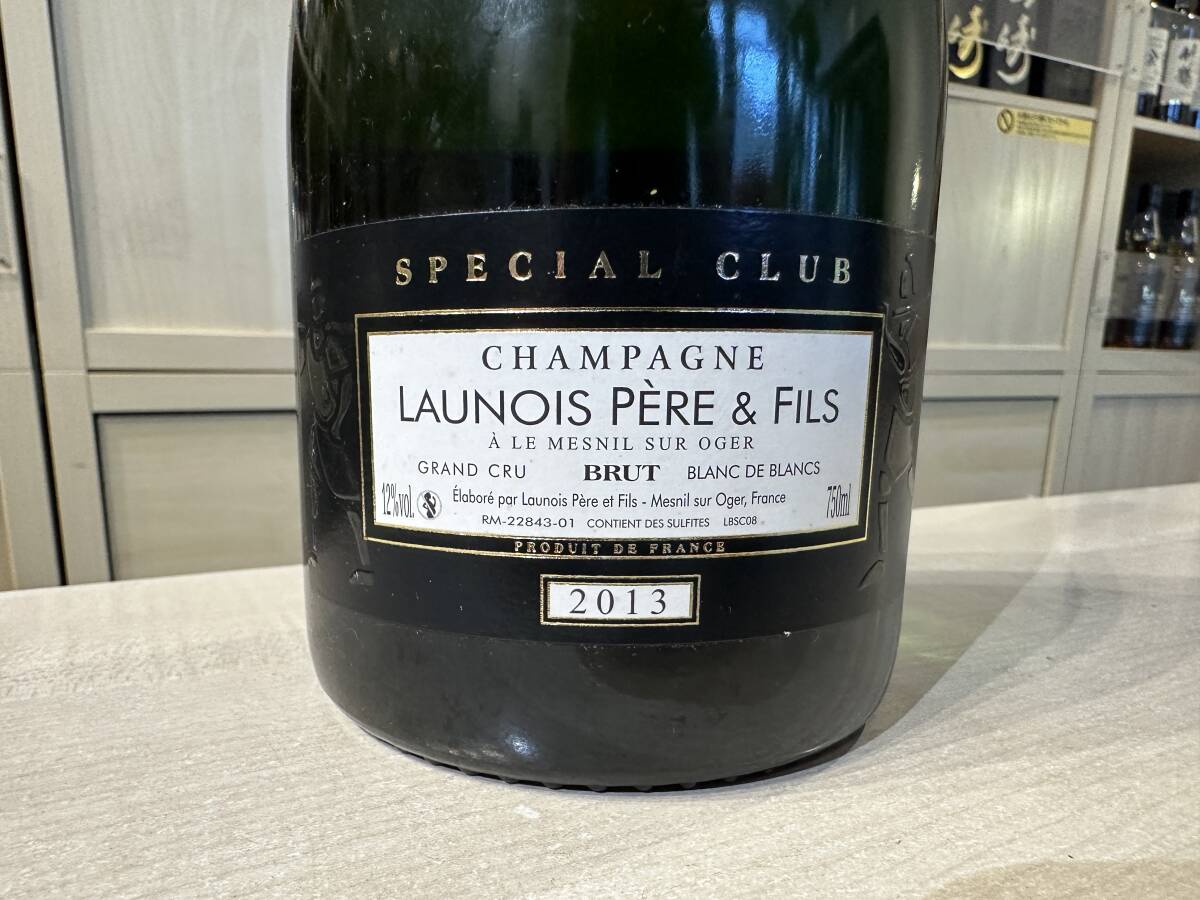 SPECIAL CLUB
CHAMPAGNE
LAUNOIS PÈRE & FILS
À LE MESNIL SUR OGER
GRAND CRU BRUT BLANC DE BLANCS
12%vol. Élaboré par Launois Père et Fils - Mesnil sur Oger, France 750ml
RM-22843-01 CONTIENT DES SULFITES LBSC08
PRODUIT DE FRANCE
2013